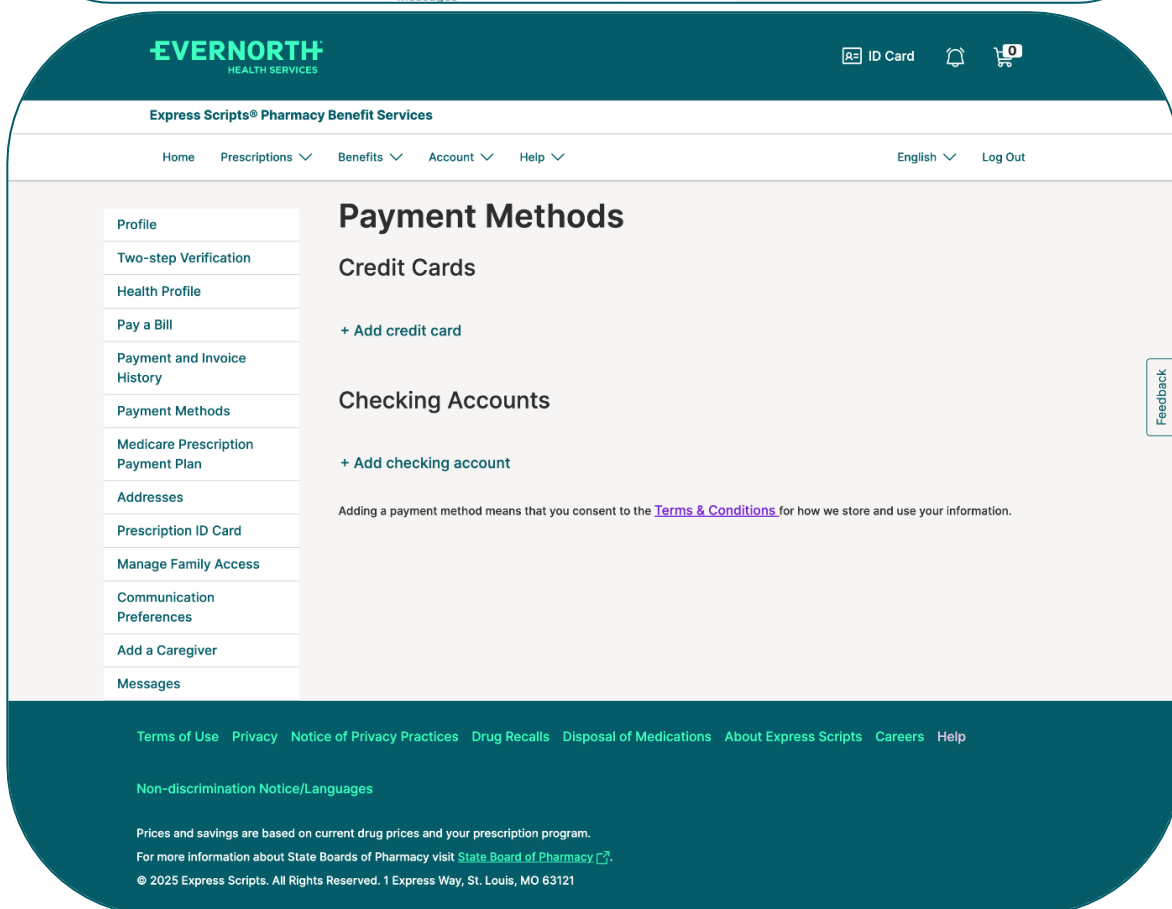 EVERNORTH
HEALTH SERVICES
ID Card
0
Express Scripts® Pharmacy Benefit Services
Home Prescriptions Benefits Account Help English Log Out
Profile
Two-step Verification
Health Profile
Pay a Bill
Payment and Invoice
History
Payment Methods
Medicare Prescription
Payment Plan
Addresses
Prescription ID Card
Manage Family Access
Communication
Preferences
Add a Caregiver
Messages
Payment Methods
Credit Cards
+ Add credit card
Checking Accounts
+ Add checking account
Adding a payment method means that you consent to the Terms & Conditions for how we store and use your information.
Feedback
Terms of Use Privacy Notice of Privacy Practices Drug Recalls Disposal of Medications About Express Scripts Careers Help
Non-discrimination Notice/Languages
Prices and savings are based on current drug prices and your prescription program.
For more information about State Boards of Pharmacy visit State Board of Pharmacy.
© 2025 Express Scripts. All Rights Reserved. 1 Express Way, St. Louis, MO 63121